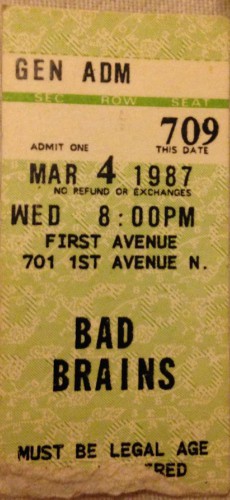 GEN ADM
SEC ROW SEAT
709
ADMIT ONE THIS DATE
MAR 4 1987
NO REFUND OR EXCHANGES
WED 8:00PM
FIRST AVENUE
701 1ST AVENUE N.
BAD
BRAINS
MUST BE LEGAL AGE